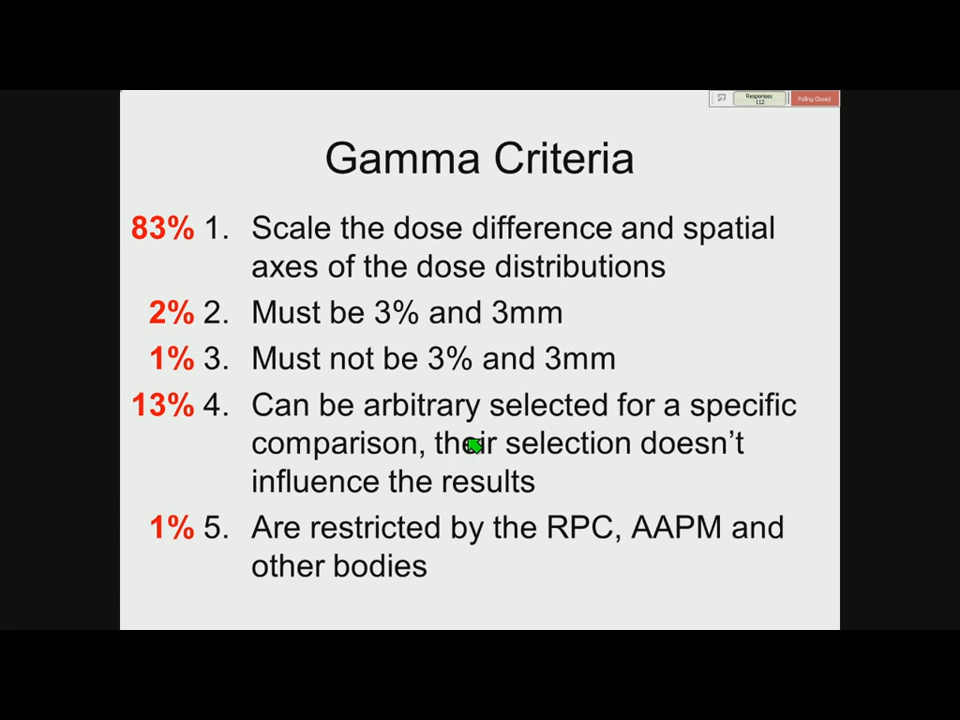 Responses
112
Polling Closed
Gamma Criteria
83% 1. Scale the dose difference and spatial
axes of the dose distributions
2% 2. Must be 3% and 3mm
1% 3. Must not be 3% and 3mm
13% 4. Can be arbitrary selected for a specific
comparison, their selection doesn’t
influence the results
1% 5. Are restricted by the RPC, AAPM and
other bodies